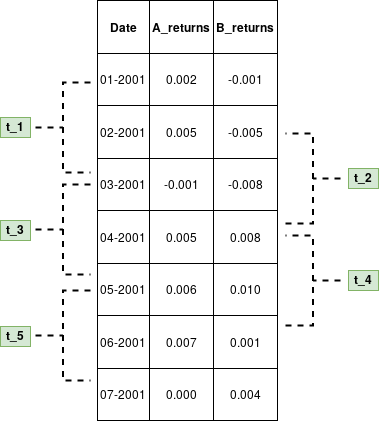 Date A_returns B_returns
01-2001 0.002 -0.001
t_1
02-2001 0.005 -0.005
03-2001 -0.001 -0.008
t_2
t_3
04-2001 0.005 0.008
05-2001 0.006 0.010
t_4
t_5
06-2001 0.007 0.001
07-2001 0.000 0.004